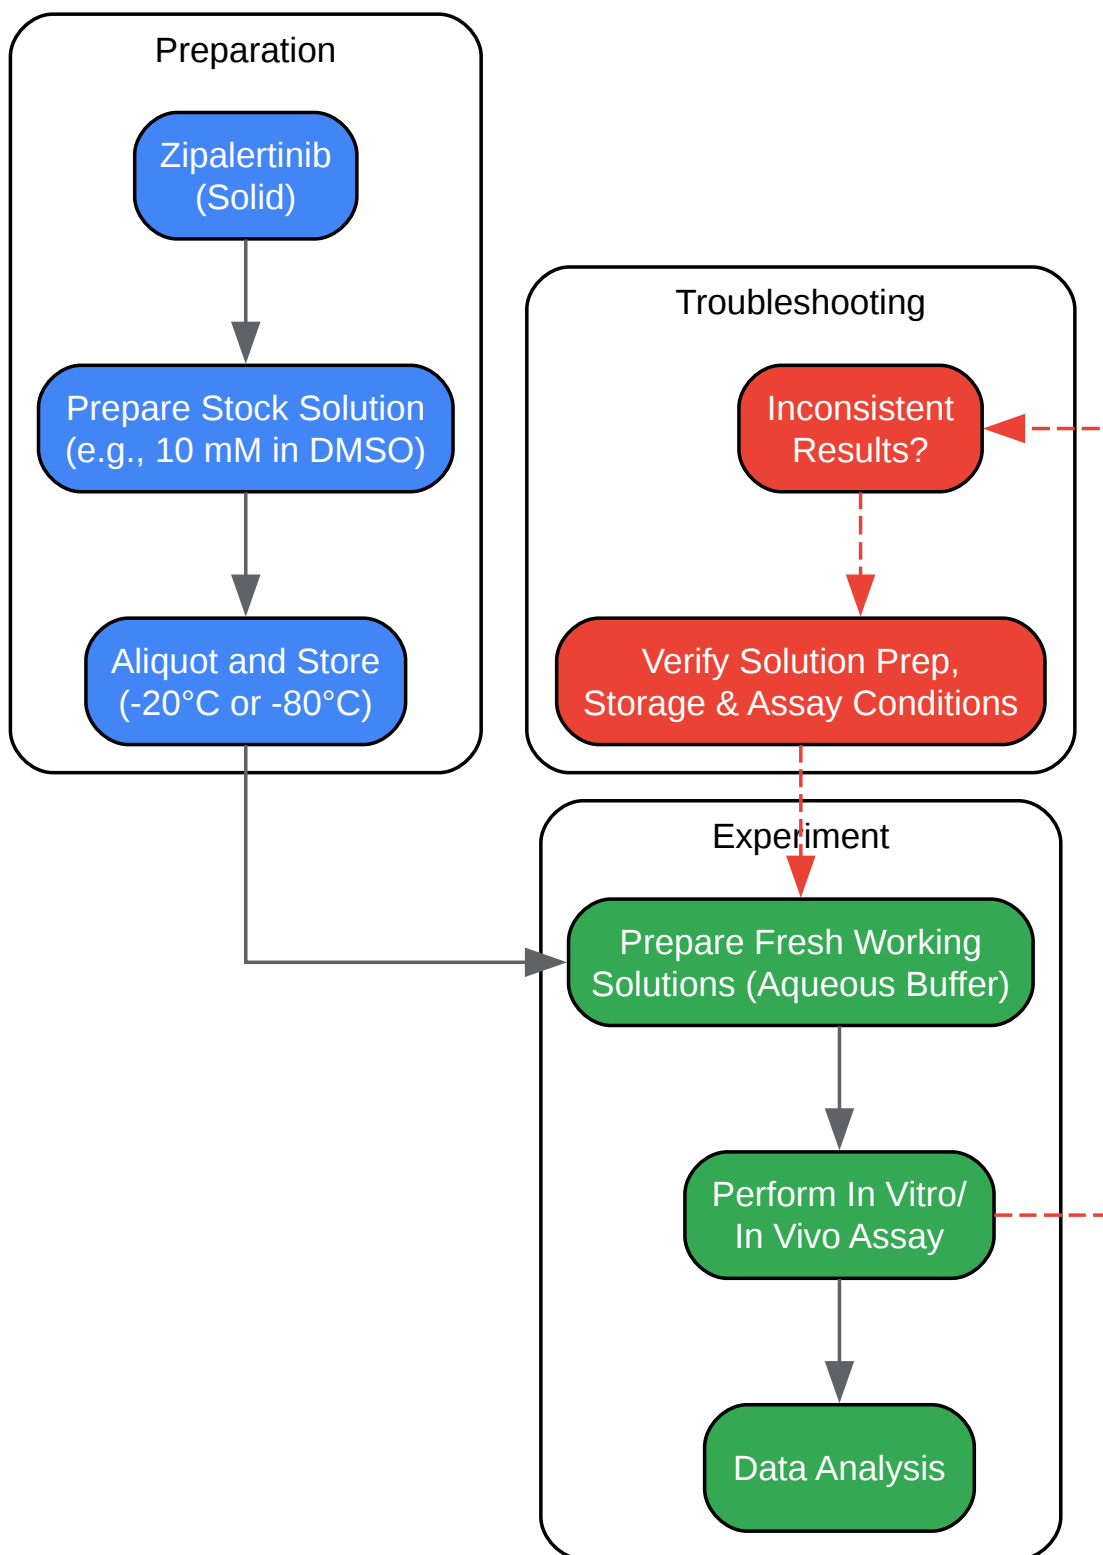 Preparation
Zipalertinib
(Solid)
Prepare Stock Solution
(e.g., 10 mM in DMSO)
Aliquot and Store
(-20°C or -80°C)
Troubleshooting
Inconsistent
Results?
Verify Solution Prep,
Storage & Assay Conditions
Experiment
Prepare Fresh Working
Solutions (Aqueous Buffer)
Perform In Vitro/
In Vivo Assay
Data Analysis